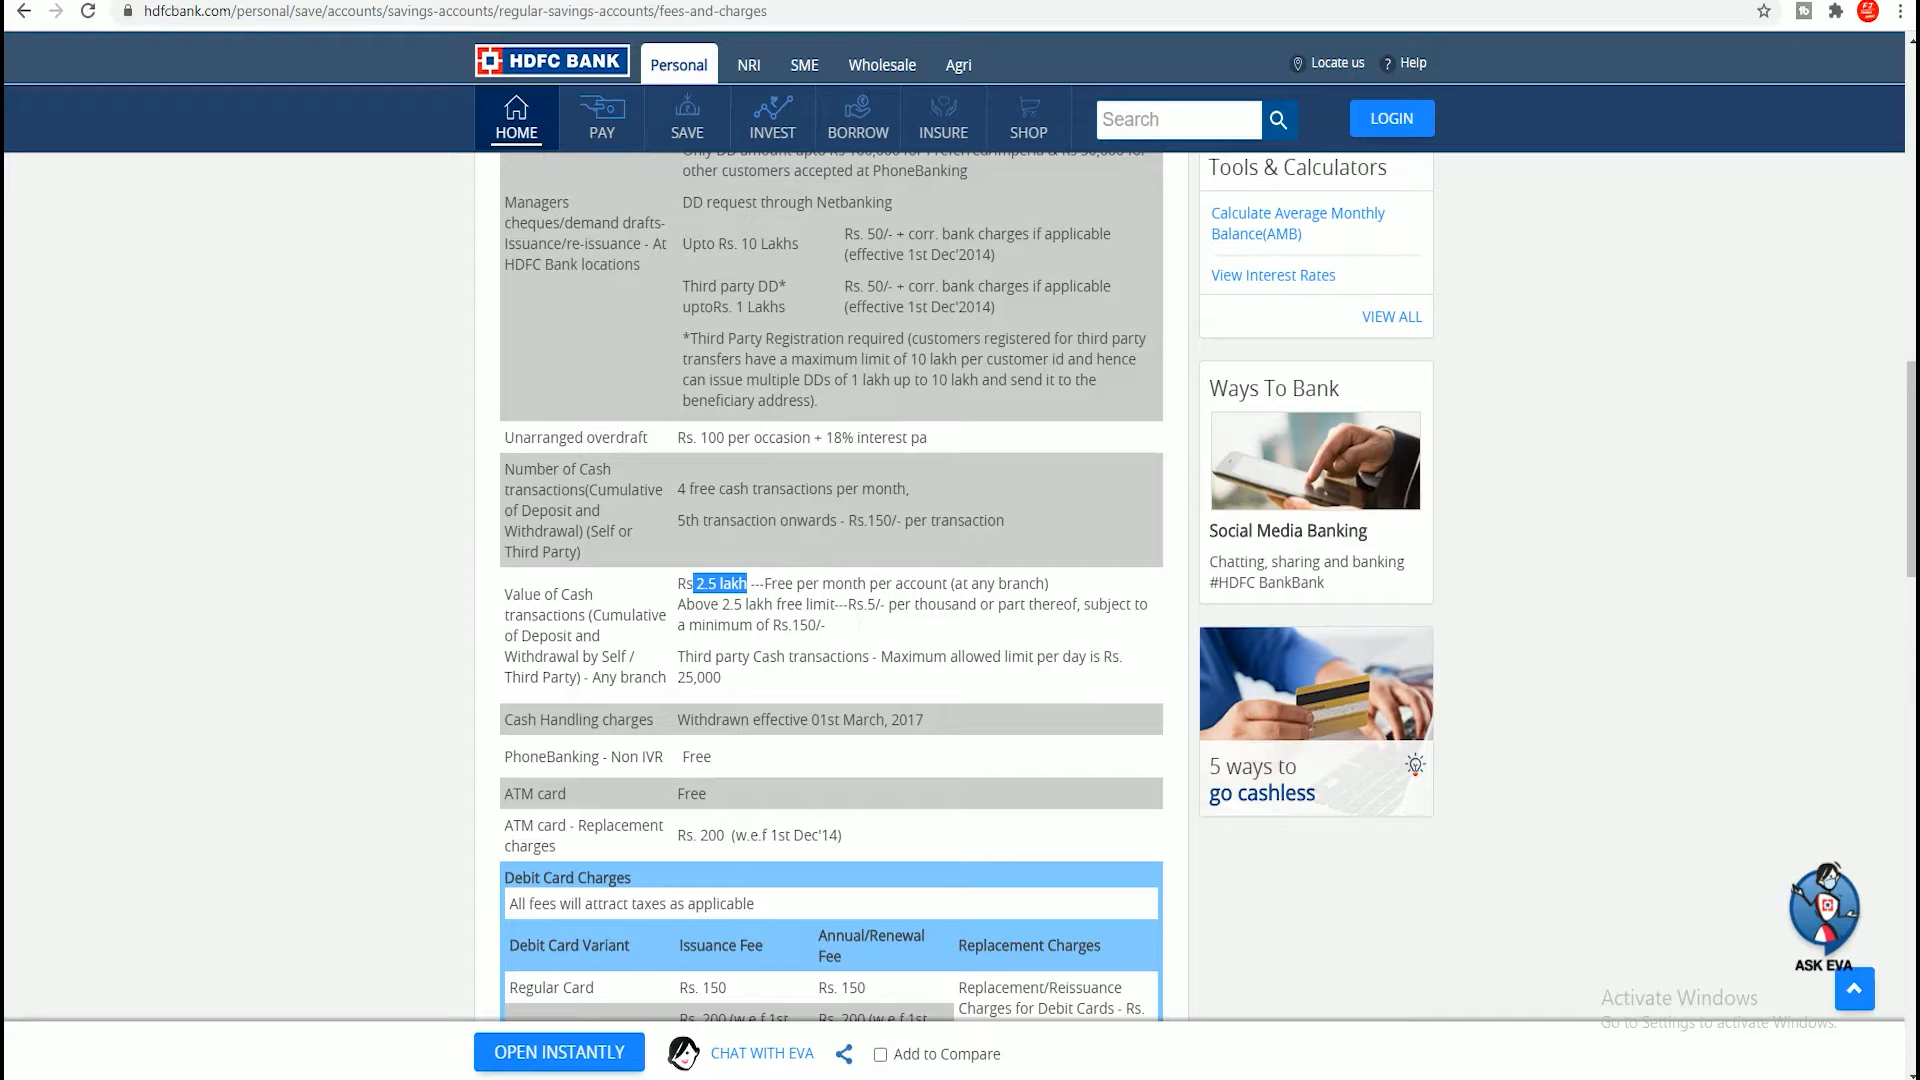 hdfcbank.com/personal/save/accounts/savings-accounts/regular-savings-accounts/fees-and-charges
HDFC BANK
Personal
NRI
SME
Wholesale
Agri
Locate us
? Help
HOME
PAY
SAVE
INVEST
BORROW
INSURE
SHOP
Search
LOGIN
other customers accepted at PhoneBanking
Managers
cheques/demand drafts-
Issuance/re-issuance - At
HDFC Bank locations
DD request through Netbanking
Upto Rs. 10 Lakhs
Rs. 50/- + corr. bank charges if applicable
(effective 1st Dec'2014)
Third party DD*
uptoRs. 1 Lakhs
Rs. 50/- + corr. bank charges if applicable
(effective 1st Dec'2014)
*Third Party Registration required (customers registered for third party
transfers have a maximum limit of 10 lakh per customer id and hence
can issue multiple DDs of 1 lakh up to 10 lakh and send it to the
beneficiary address).
Unarranged overdraft
Rs. 100 per occasion + 18% interest pa
Number of Cash
transactions(Cumulative
of Deposit and
Withdrawal) (Self or
Third Party)
4 free cash transactions per month,
5th transaction onwards - Rs.150/- per transaction
Value of Cash
transactions (Cumulative
of Deposit and
Withdrawal by Self /
Third Party) - Any branch
Rs 2.5 lakh ---Free per month per account (at any branch)
Above 2.5 lakh free limit---Rs.5/- per thousand or part thereof, subject to
a minimum of Rs.150/-
Third party Cash transactions - Maximum allowed limit per day is Rs.
25,000
Cash Handling charges
Withdrawn effective 01st March, 2017
PhoneBanking - Non IVR
Free
ATM card
Free
ATM card - Replacement
charges
Rs. 200 (w.e.f 1st Dec'14)
Debit Card Charges
All fees will attract taxes as applicable
Debit Card Variant
Issuance Fee
Annual/Renewal
Fee
Replacement Charges
Regular Card
Rs. 150
Rs. 150
Replacement/Reissuance
Charges for Debit Cards - Rs.
Rs. 200 (w.e.f 1st
Rs. 200 (w.e.f 1st
Tools & Calculators
Calculate Average Monthly
Balance(AMB)
View Interest Rates
VIEW ALL
Ways To Bank
Social Media Banking
Chatting, sharing and banking
#HDFC BankBank
5 ways to
go cashless
ASK EVA
Activate Windows
Go to Settings to activate Windows.
OPEN INSTANTLY
CHAT WITH EVA
Add to Compare